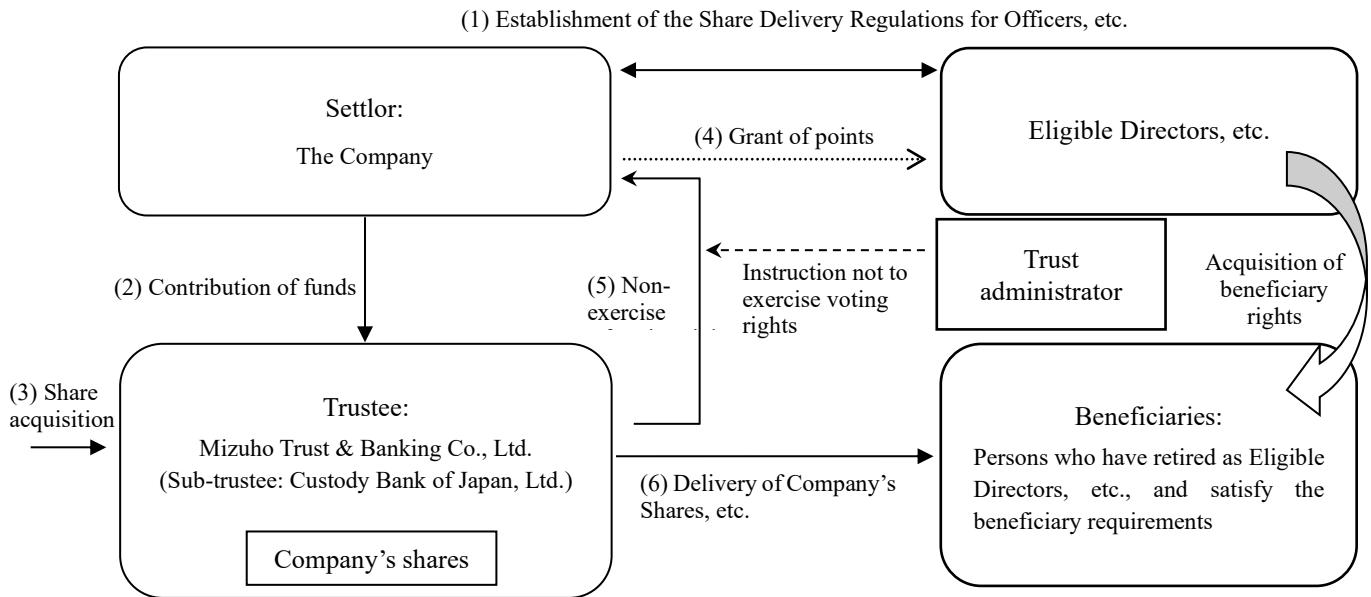 (1) Establishment of the Share Delivery Regulations for Officers, etc.
Settlor:
The Company
(4) Grant of points
Eligible Directors, etc.
(2) Contribution of funds
(5) Non-
exercise
Instruction not to
exercise voting
rights
Trust
administrator
Acquisition of
beneficiary
rights
(3) Share
acquisition
Trustee:
Mizuho Trust & Banking Co., Ltd.
(Sub-trustee: Custody Bank of Japan, Ltd.)
Company’s shares
(6) Delivery of Company’s
Shares, etc.
Beneficiaries:
Persons who have retired as Eligible
Directors, etc., and satisfy the
beneficiary requirements